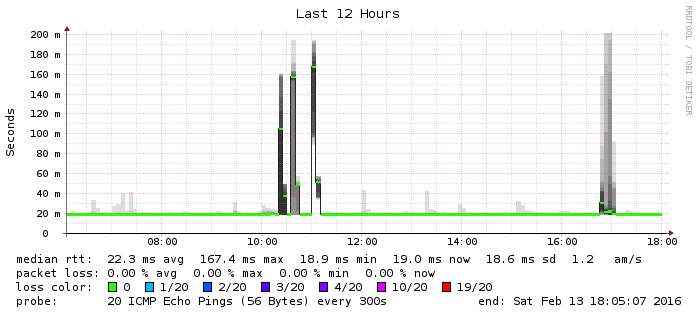 Last 12 Hours
RRDTOOL / TOBI OETIKER
Seconds
200 m
180 m
160 m
140 m
120 m
100 m
80 m
60 m
40 m
20 m
0
08:00 10:00 12:00 14:00 16:00 18:00
median rtt: 22.3 ms avg 167.4 ms max 18.9 ms min 19.0 ms now 18.6 ms sd 1.2 am/s
packet loss: 0.00 % avg 0.00 % max 0.00 % min 0.00 % now
loss color: 0 1/20 2/20 3/20 4/20 10/20 19/20
probe: 20 ICMP Echo Pings (56 Bytes) every 300s end: Sat Feb 13 18:05:07 2016